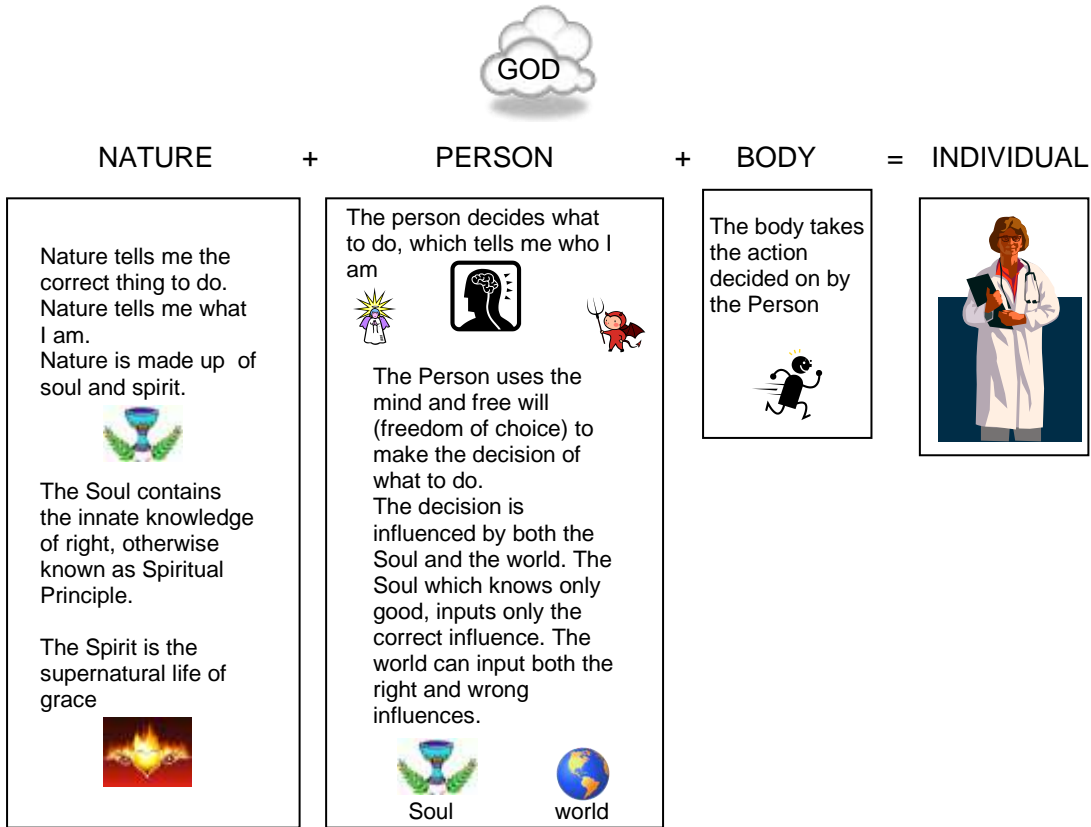 GOD
NATURE + PERSON + BODY = INDIVIDUAL
Nature tells me the
correct thing to do.
Nature tells me what
I am.
Nature is made up of
soul and spirit.
The Soul contains
the innate knowledge
of right, otherwise
known as Spiritual
Principle.
The Spirit is the
supernatural life of
grace
The person decides what
to do, which tells me who I
am
The Person uses the
mind and free will
(freedom of choice) to
make the decision of
what to do.
The decision is
influenced by both the
Soul and the world. The
Soul which knows only
good, inputs only the
correct influence. The
world can input both the
right and wrong
influences.
Soul world
The body takes
the action
decided on by
the Person